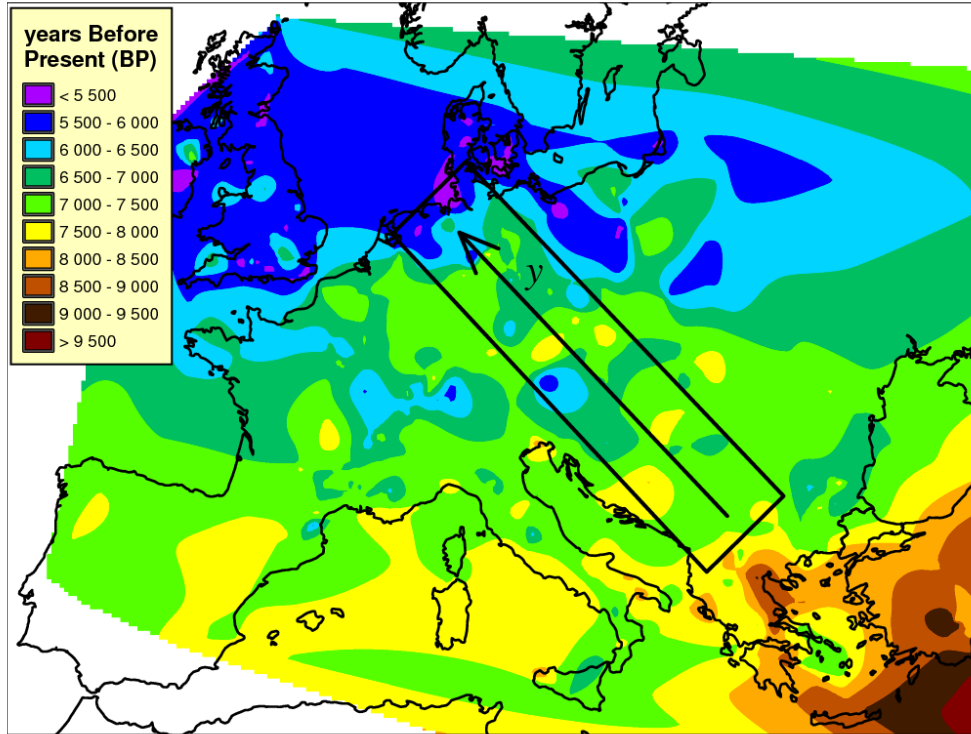 years Before
Present (BP)
< 5 500
5 500 - 6 000
6 000 - 6 500
6 500 - 7 000
7 000 - 7 500
7 500 - 8 000
8 000 - 8 500
8 500 - 9 000
9 000 - 9 500
> 9 500
y